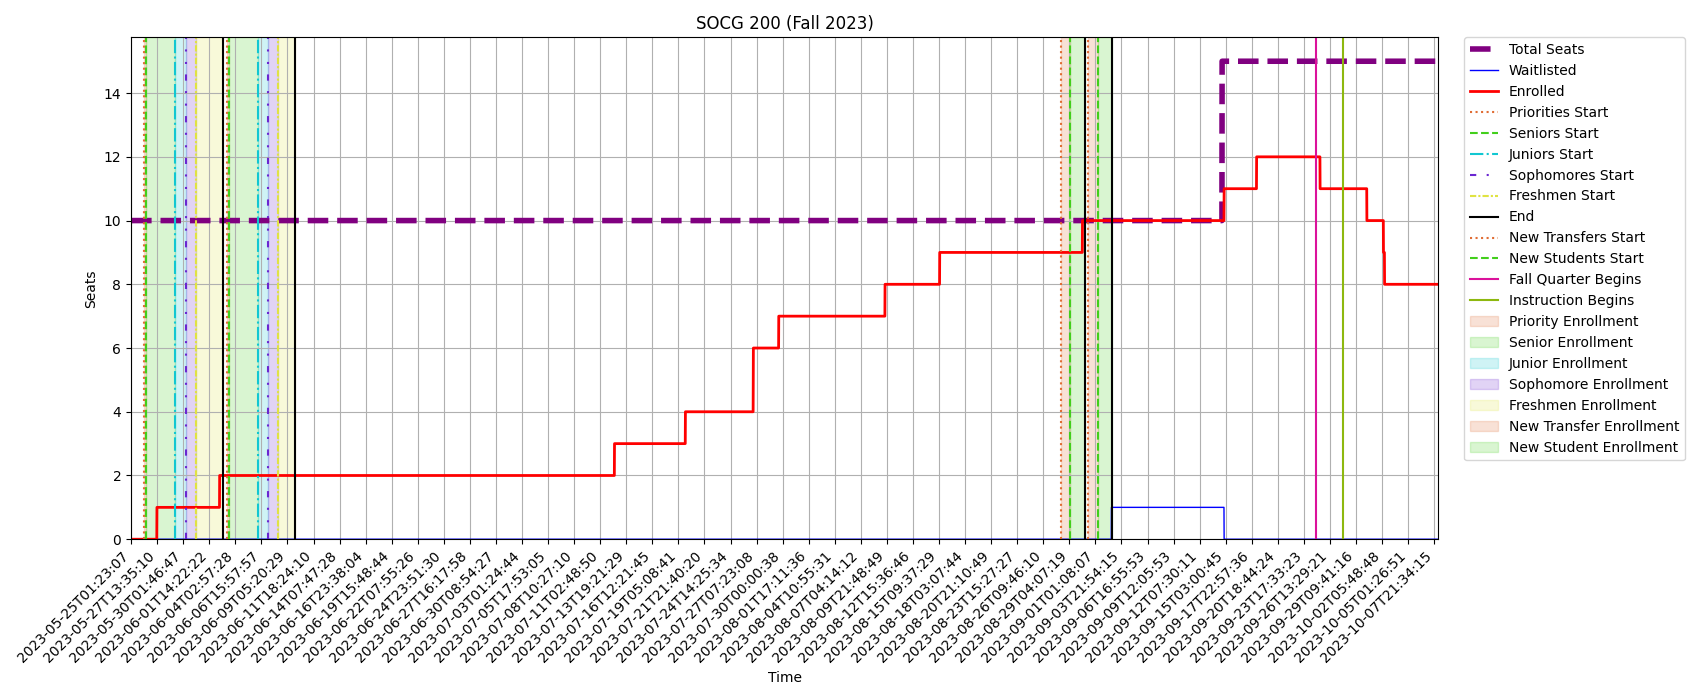 SOCG 200 (Fall 2023)
Seats
14
12
10
8
6
4
2
0
2023-05-25T01:23:07
2023-05-27T13:35:10
2023-05-30T01:46:47
2023-06-01T14:22:22
2023-06-04T02:57:28
2023-06-06T15:57:57
2023-06-09T05:20:29
2023-06-11T18:24:10
2023-06-14T07:47:28
2023-06-16T23:38:04
2023-06-19T15:48:44
2023-06-22T07:55:26
2023-06-24T23:51:30
2023-06-27T16:17:58
2023-06-30T08:54:27
2023-07-03T01:24:44
2023-07-05T17:53:05
2023-07-08T10:27:10
2023-07-11T02:48:50
2023-07-13T19:21:29
2023-07-16T12:21:45
2023-07-19T05:08:41
2023-07-21T21:40:20
2023-07-24T14:25:34
2023-07-27T07:23:08
2023-07-30T00:00:38
2023-08-01T17:11:36
2023-08-04T10:55:31
2023-08-07T04:14:12
2023-08-09T21:48:49
2023-08-12T15:36:46
2023-08-15T09:37:29
2023-08-18T03:07:44
2023-08-20T21:10:49
2023-08-23T15:27:27
2023-08-26T09:46:10
2023-08-29T04:07:19
2023-09-01T01:08:07
2023-09-03T21:54:15
2023-09-06T16:55:53
2023-09-09T12:05:53
2023-09-12T07:30:11
2023-09-15T03:00:45
2023-09-17T22:57:36
2023-09-20T18:44:24
2023-09-23T17:33:23
2023-09-26T13:29:21
2023-09-29T09:41:16
2023-10-02T05:48:48
2023-10-05T01:26:51
2023-10-07T21:34:15
Time
Total Seats
Waitlisted
Enrolled
Priorities Start
Seniors Start
Juniors Start
Sophomores Start
Freshmen Start
End
New Transfers Start
New Students Start
Fall Quarter Begins
Instruction Begins
Priority Enrollment
Senior Enrollment
Junior Enrollment
Sophomore Enrollment
Freshmen Enrollment
New Transfer Enrollment
New Student Enrollment